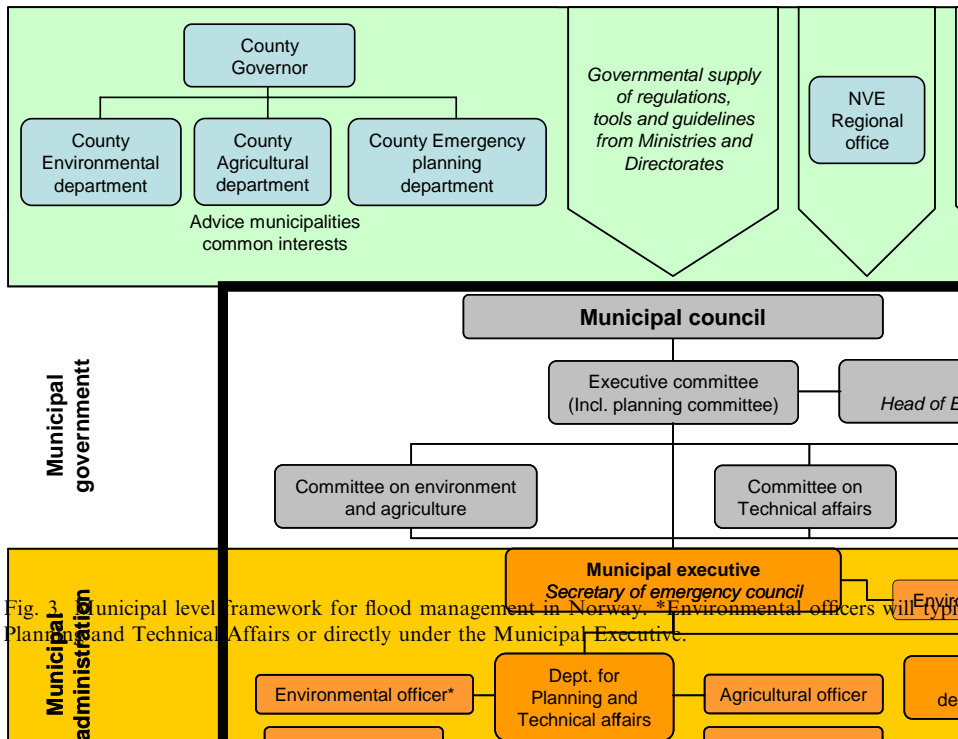 County
Governor
County
Environmental
department
County
Agricultural
department
County Emergency
planning
department
Advice municipalities
common interests
Governmental supply
of regulations,
tools and guidelines
from Ministries and
Directorates
NVE
Regional
office
Municipal
governmentt
Municipal council
Executive committee
(Incl. planning committee)
Head of
Committee on environment
and agriculture
Committee on
Technical affairs
Municipal
administration
Municipal executive
Secretary of emergency council
Fig. 3. Municipal level framework for flood management in Norway. *Environmental officers will
Planning and Technical Affairs or directly under the Municipal Executive.
Environmental officer*
Dept. for
Planning and
Technical affairs
Agricultural officer